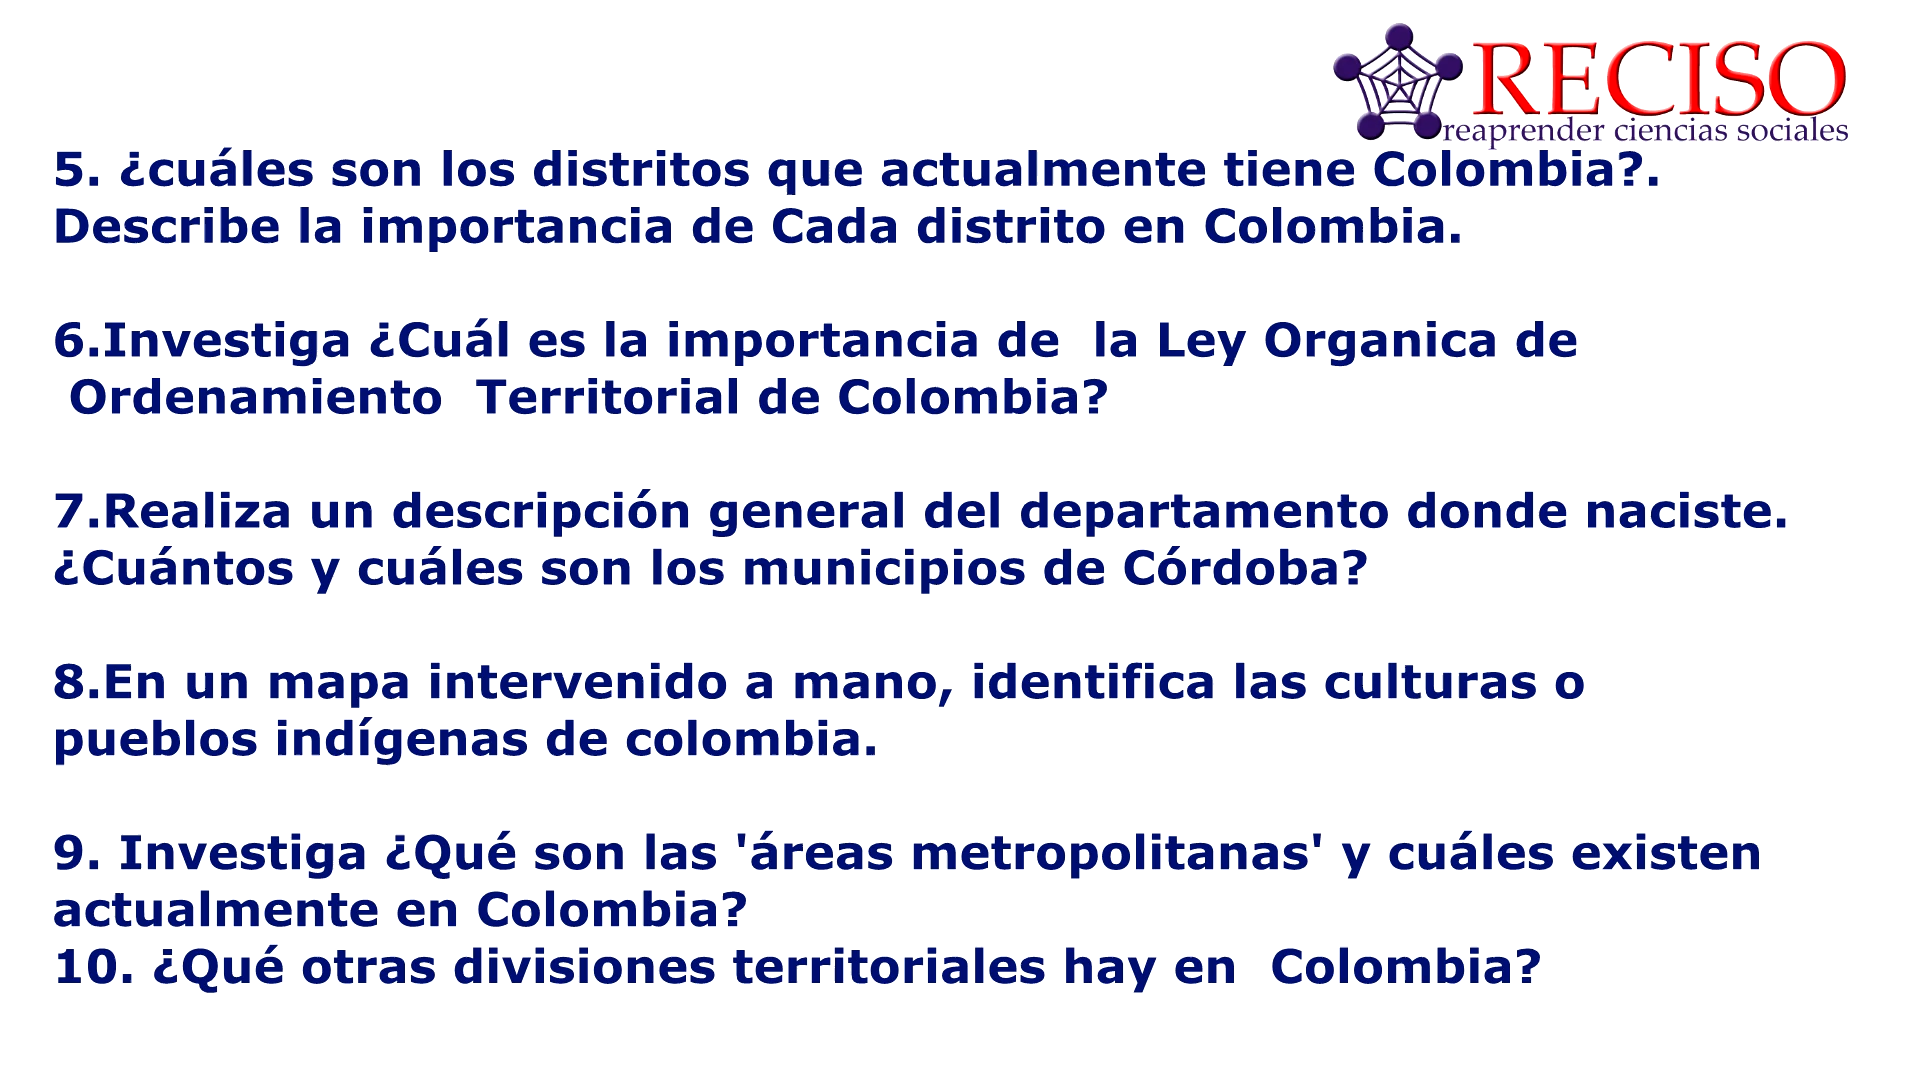 RECISO
reaprender ciencias sociales
5. ¿cuáles son los distritos que actualmente tiene Colombia?.
Describe la importancia de Cada distrito en Colombia.
6.Investiga ¿Cuál es la importancia de  la Ley Organica de
Ordenamiento  Territorial de Colombia?
7.Realiza un descripción general del departamento donde naciste.
¿Cuántos y cuáles son los municipios de Córdoba?
8.En un mapa intervenido a mano, identifica las culturas o
pueblos indígenas de colombia.
9. Investiga ¿Qué son las 'áreas metropolitanas' y cuáles existen
actualmente en Colombia?
10. ¿Qué otras divisiones territoriales hay en  Colombia?